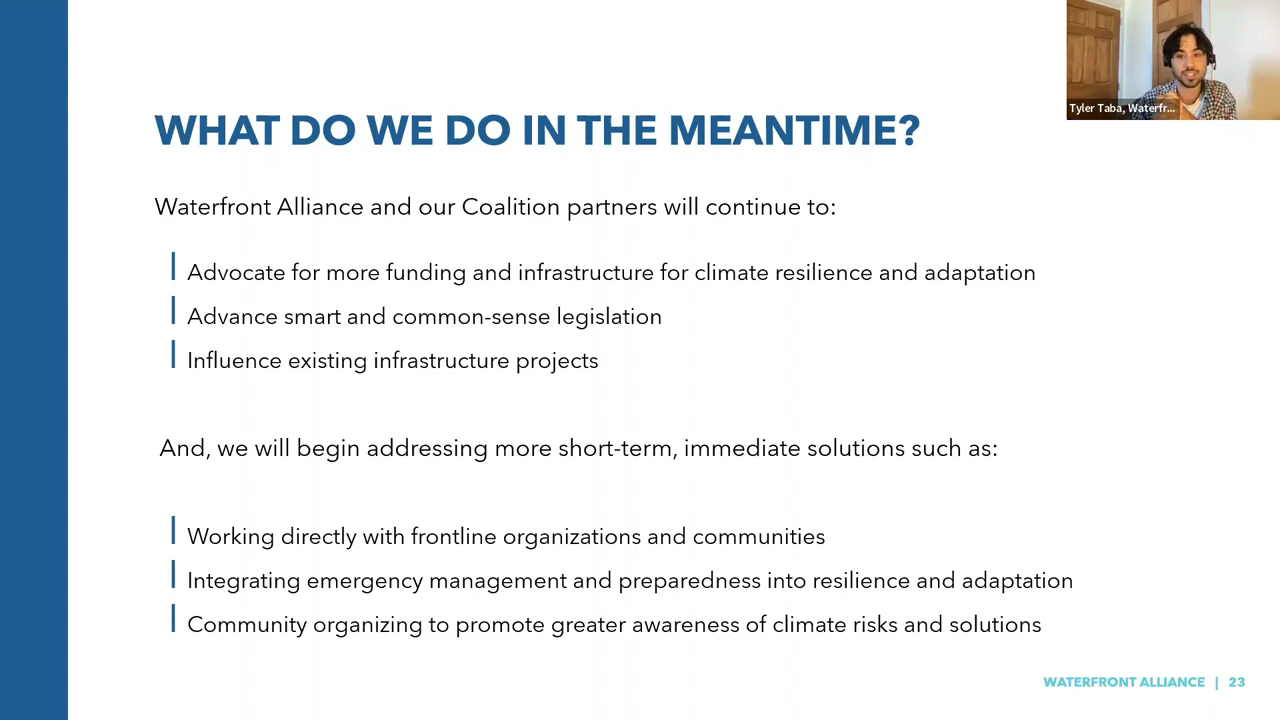 Tyler Taba, Waterfr...
WHAT DO WE DO IN THE MEANTIME?
Waterfront Alliance and our Coalition partners will continue to:
Advocate for more funding and infrastructure for climate resilience and adaptation
Advance smart and common-sense legislation
Influence existing infrastructure projects
And, we will begin addressing more short-term, immediate solutions such as:
Working directly with frontline organizations and communities
Integrating emergency management and preparedness into resilience and adaptation
Community organizing to promote greater awareness of climate risks and solutions
WATERFRONT ALLIANCE | 23